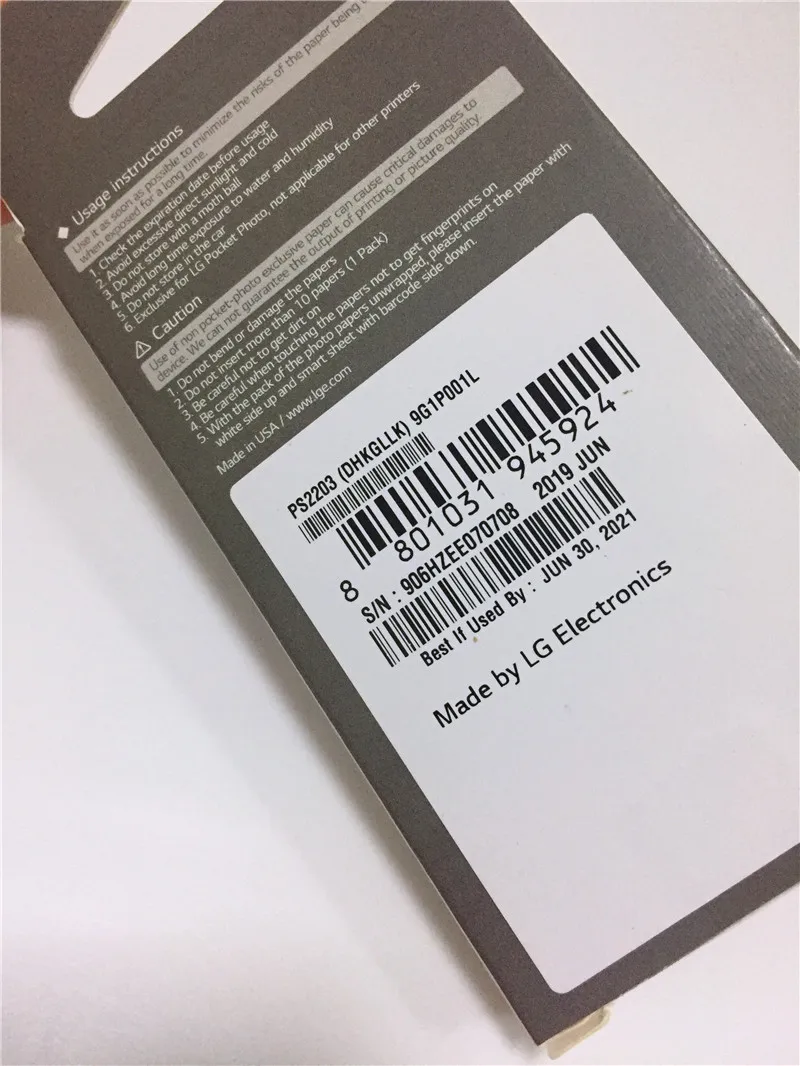 Usage instructions
Use it as soon as possible to minimize the risks of the paper being
when exposed for a long time.
1. Check the expiration date before usage
2. Avoid excessive direct sunlight and cold
3. Do not store with a moth ball
4. Avoid long time exposure to water and humidity
5. Do not store in the car
6. Exclusive for LG Pocket Photo, not applicable for other printers
Caution
Use of non pocket-photo exclusive paper can cause critical damages to
device. We can not guarantee the output of printing or picture quality.
1. Do not bend or damage the papers
2. Do not insert more than 10 papers (1 Pack)
3. Be careful not to get dirt on
4. Be careful when touching the papers not to get fingerprints on
5. With the pack of the photo papers unwrapped, please insert the paper with
white side up and smart sheet with barcode side down.
Made in USA / www.lge.com
PS2203 (DHKGLLK) 9G1P001L
8 801031 945924
S/N : 906HZEE070708 2019 JUN
Best If Used By : JUN 30, 2021
Made by LG Electronics